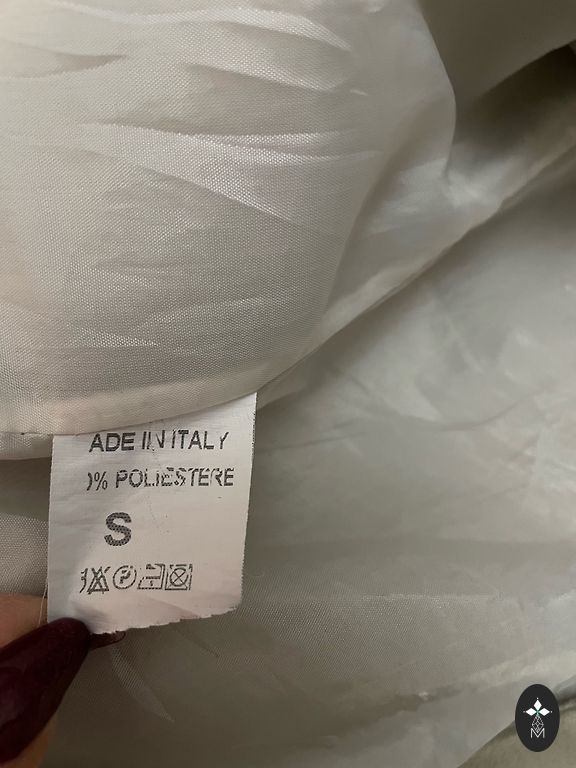 ADE IN ITALY
)% POLIESTERE
S